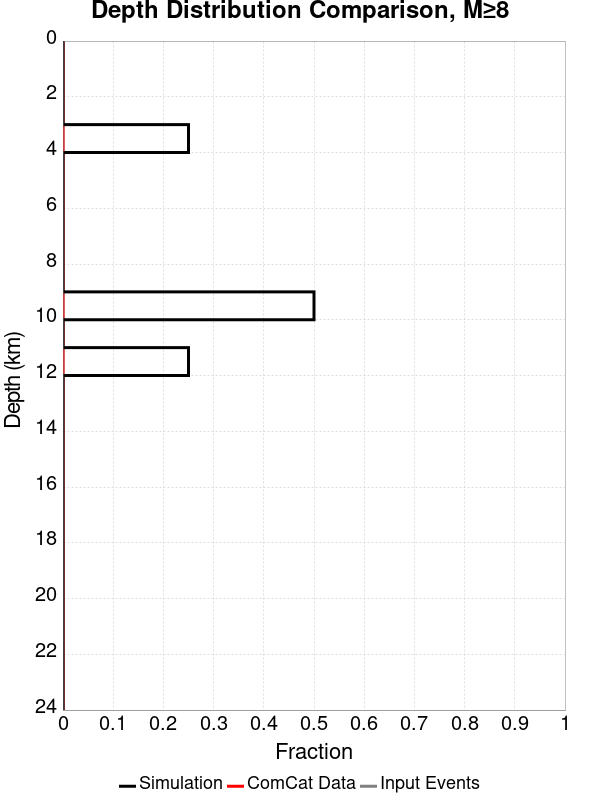 Depth Distribution Comparison, M≥8
0
2
4
6
8
10
12
14
16
18
20
22
24
Depth (km)
0 0.1 0.2 0.3 0.4 0.5 0.6 0.7 0.8 0.9 1
Fraction
Simulation ComCat Data Input Events